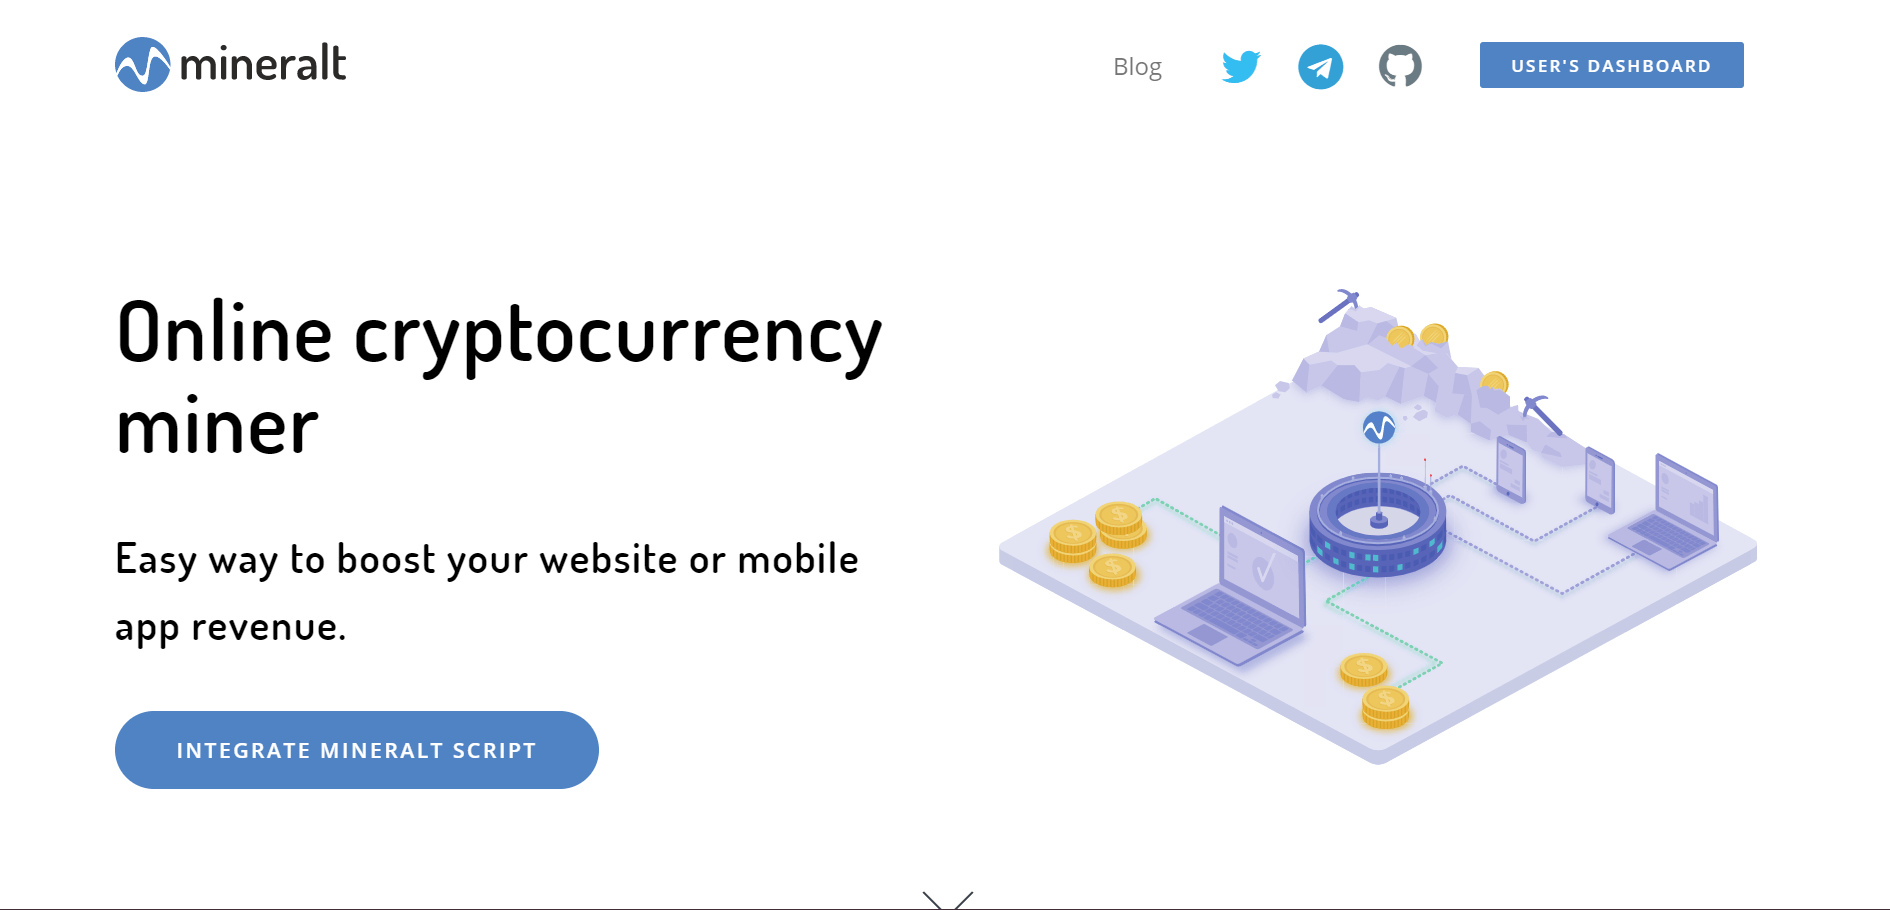 mineralt
Blog
USER'S DASHBOARD
Online cryptocurrency
miner
Easy way to boost your website or mobile
app revenue.
INTEGRATE MINERALT SCRIPT